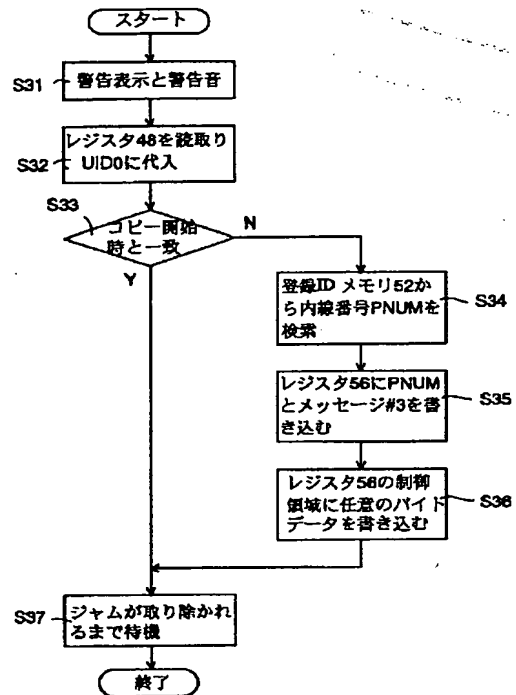 スタート
S31
警告表示と警告音
レジスタ48を読取り
UID0に代入
S32
S33
コピー開始
時と一致
N
Y
登録ID メモリ52か
ら内線番号PNUMを
検索
S34
レジスタ56にPNUM
とメッセージ#3を書
き込む
S35
レジスタ56の制御
領域に任意のバイト
データを書き込む
S36
S37
ジャムが取り除かれ
るまで待機
終了